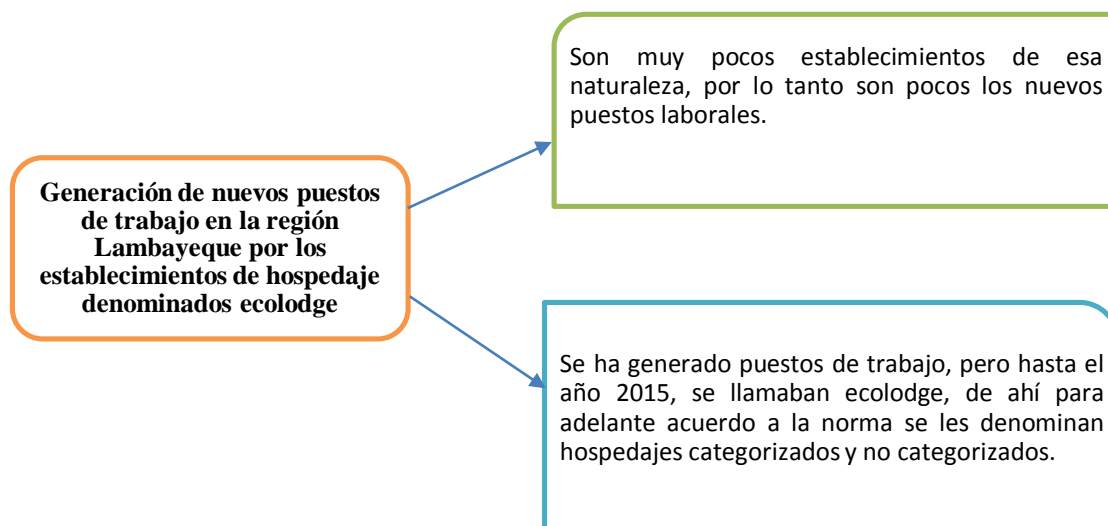 Son muy pocos establecimientos de esa
naturaleza, por lo tanto son pocos los nuevos
puestos laborales.
Generación de nuevos puestos
de trabajo en la región
Lambayeque por los
establecimientos de hospedaje
denominados ecolodge
Se ha generado puestos de trabajo, pero hasta el
año 2015, se llamaban ecolodge, de ahí para
adelante acuerdo a la norma se les denominan
hospedajes categorizados y no categorizados.